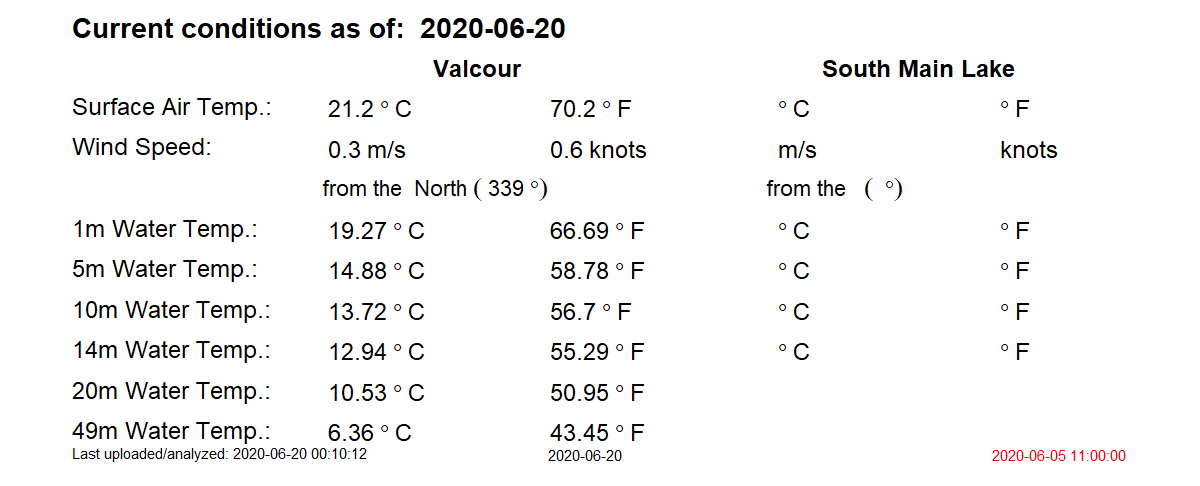 Current conditions as of: 2020-06-20
Valcour South Main Lake
Surface Air Temp.: 21.2 ° C 70.2 ° F ° C ° F
Wind Speed: 0.3 m/s 0.6 knots m/s knots
from the North ( 339 °) from the ( °)
1m Water Temp.: 19.27 ° C 66.69 ° F ° C ° F
5m Water Temp.: 14.88 ° C 58.78 ° F ° C ° F
10m Water Temp.: 13.72 ° C 56.7 ° F ° C ° F
14m Water Temp.: 12.94 ° C 55.29 ° F ° C ° F
20m Water Temp.: 10.53 ° C 50.95 ° F
49m Water Temp.: 6.36 ° C 43.45 ° F
Last uploaded/analyzed: 2020-06-20 00:10:12 2020-06-20 2020-06-05 11:00:00